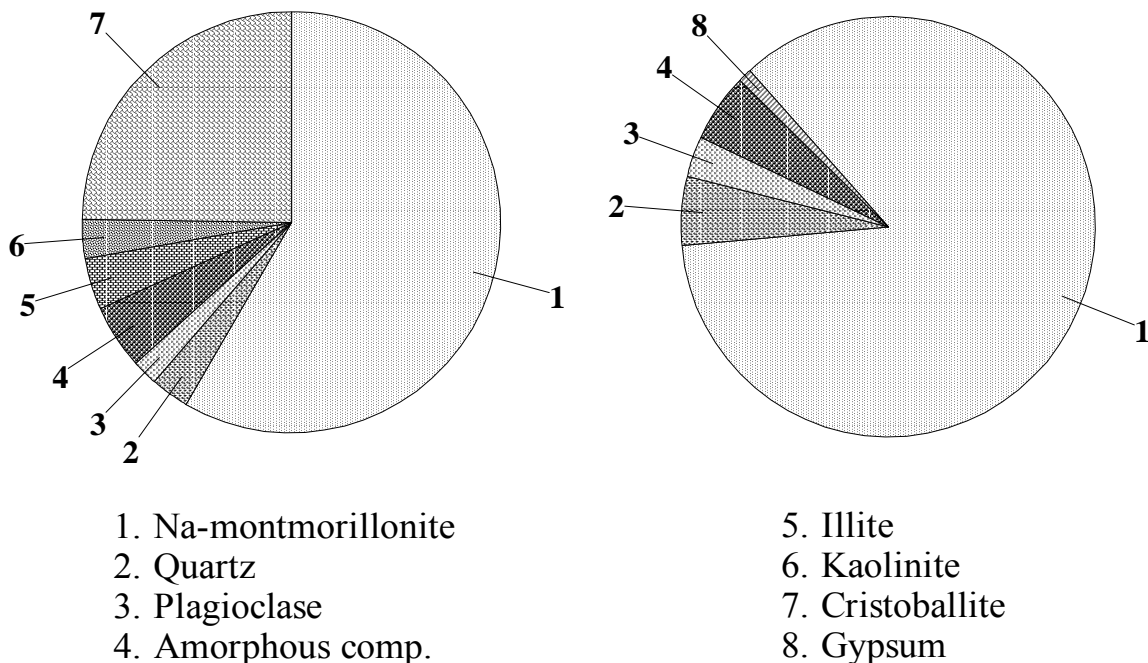 7
6
5
4
3
2
1
8
4
3
2
1
1. Na-montmorillonite
2. Quartz
3. Plagioclase
4. Amorphous comp.
5. Illite
6. Kaolinite
7. Cristoballite
8. Gypsum